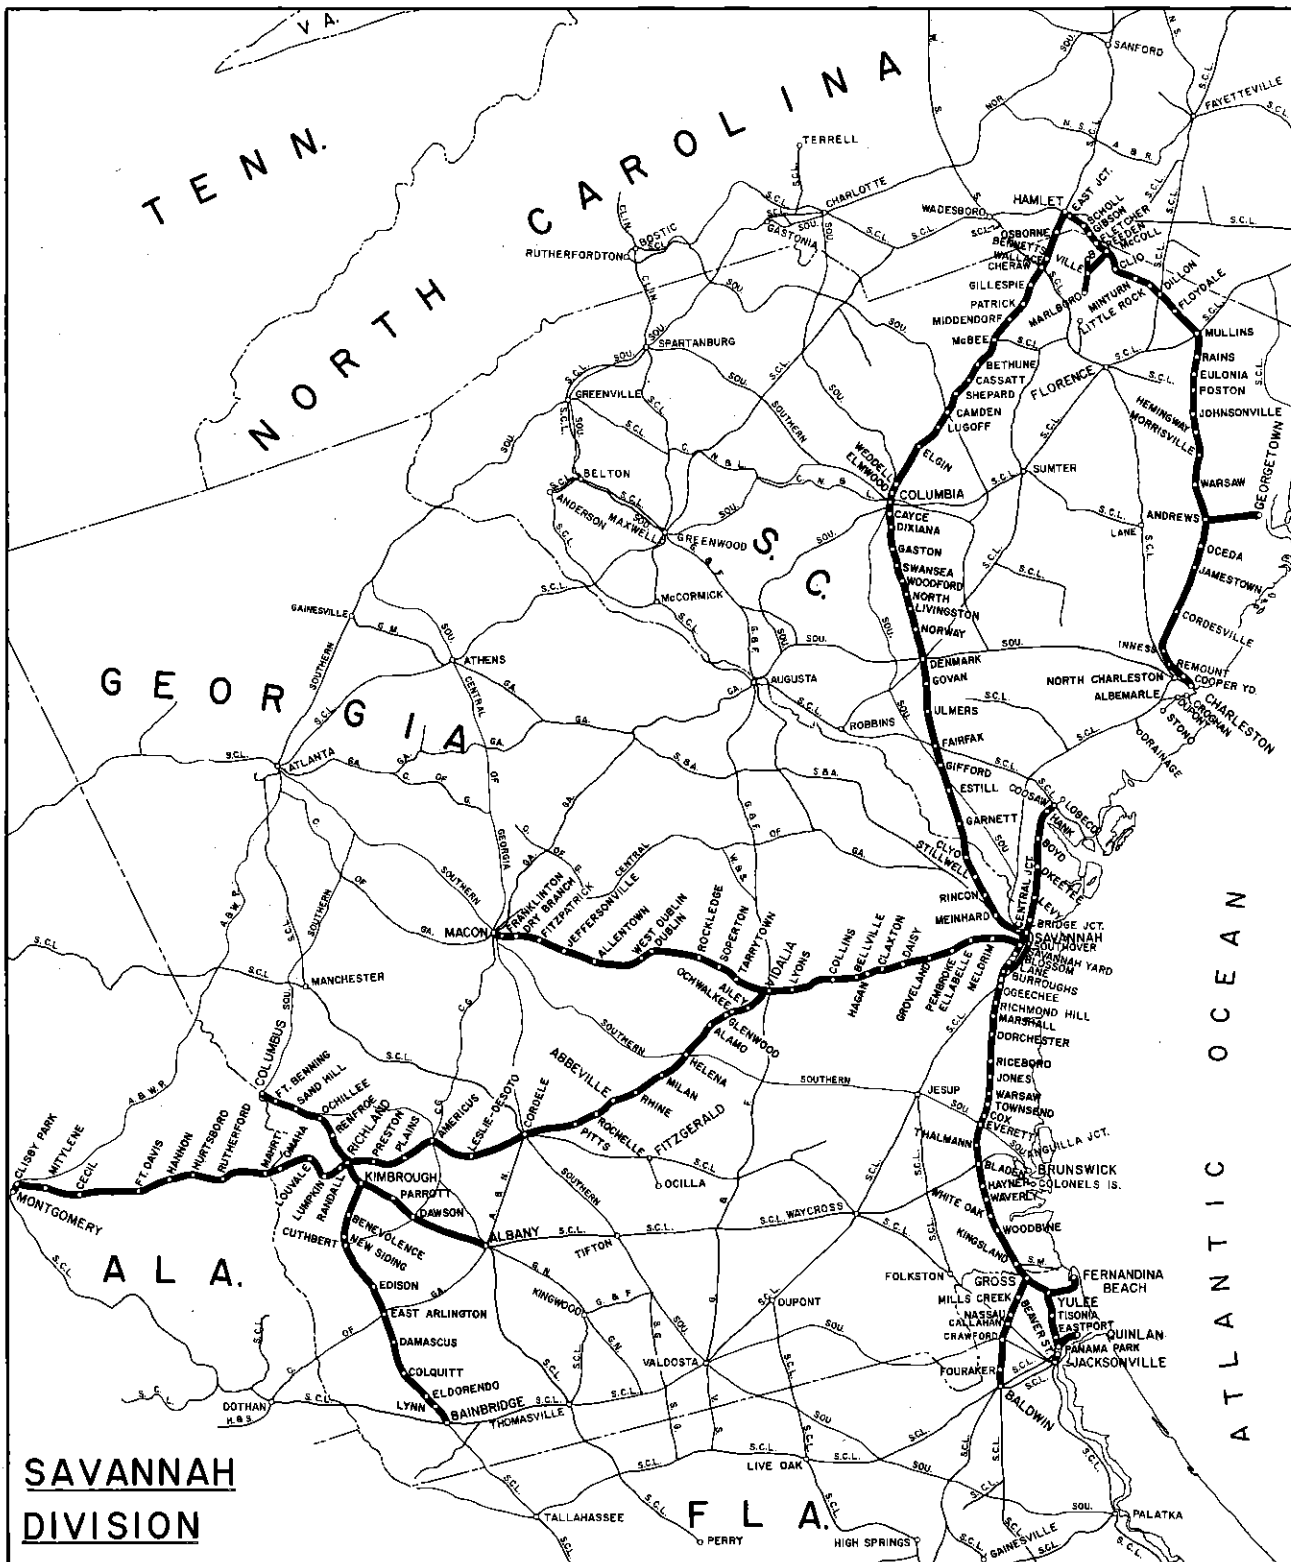 VA.
TENN.
NORTH CAROLINA
S. C.
GEORGIA
ALA.
FLA.
ATLANTIC OCEAN
SANFORD
FAYETTEVILLE
TERRELL
CHARLOTTE
GASTONIA
WADESBORO
BOSTIC
RUTHERFORDTON
SPARTANBURG
GREENVILLE
BELTON
ANDERSON
MAXWELL
GREENWOOD
McCORMICK
HAMLET
EAST JCT.
SCHOLL
GIBSON
FLETCHER
BREEDEN
McCOLL
CLIO
OSBORNE
BENNETTSVILLE
WALLACE
CHERAW
GILLESPIE
PATRICK
MIDDENDORF
McBEE
BETHUNE
CASSATT
SHEPARD
CAMDEN
LUGOFF
ELGIN
WEDDELL
ELMWOOD
COLUMBIA
CAYCE
DIXIANA
GASTON
SWANSEA
WOODFORD
NORTH
LIVINGSTON
NORWAY
DENMARK
GOVAN
ULMERS
FAIRFAX
GIFFORD
ESTILL
GARNETT
CLYO
STILLWELL
RINCON
MEINHARD
CENTRAL JCT.
MARLBORO
MINTURN
LITTLE ROCK
DILLON
FLOYDALE
MULLINS
RAINS
EULONIA
POSTON
JOHNSONVILLE
HEMINGWAY
MORRISVILLE
WARSAW
GEORGETOWN
ANDREWS
OCEDA
JAMESTOWN
CORDESVILLE
INNESS
REMOUNT
COOPER YD.
NORTH CHARLESTON
ALBEMARLE
CHARLESTON
CROGNAN
DUPONT
STONO
DRAINAGE
FLORENCE
SUMTER
LANE
AUGUSTA
ROBBINS
GAINESVILLE
ATHENS
ATLANTA
COOSAW
LOBECO
HANK
BOYD
OKEETEE
LEVY
BRIDGE JCT.
SAVANNAH
SOUTHOVER
SAVANNAH YARD
BLOSSOM
LANE
BURROUGHS
OGEECHEE
RICHMOND HILL
MARSHALL
DORCHESTER
RICEBORO
JONES
WARSAW
TOWNSEND
COX
EVERETT
THALMANN
ANGUILLA JCT.
BLADEN
BRUNSWICK
HAYNER
COLONELS IS.
WAVERLY
WHITE OAK
WOODBINE
KINGSLAND
GROSS
FERNANDINA
BEACH
MILLS CREEK
YULEE
NASSAU
TISONIA
CALLAHAN
EASTPORT
CRAWFORD
BEAVER ST.
QUINLAN
PANAMA PARK
JACKSONVILLE
FOURAKER
BALDWIN
MACON
FRANKLINTON
DRY BRANCH
FITZPATRICK
JEFFERSONVILLE
ALLENTOWN
WEST DUBLIN
DUBLIN
ROCKLEDGE
SOPERTON
TARRYTOWN
VIDALIA
LYONS
COLLINS
HAGAN
BELLVILLE
CLAXTON
DAISY
GROVELAND
PEMBROKE
ELLABELLE
MELDRIM
AILEY
OCHWALKEE
GLENWOOD
ALAMO
HELENA
MILAN
RHINE
ABBEVILLE
ROCHELLE
PITTS
CORDELE
LESLIE-DESOTO
AMERICUS
PLAINS
PRESTON
RICHLAND
MANCHESTER
COLUMBUS
FT. BENNING
SAND HILL
OCHILLEE
RENFROE
CLISBY PARK
MITYLENE
CECIL
MONTGOMERY
FT. DAVIS
HANNON
HURTSBORO
RUTHERFORD
MAHRT
OMAHA
LOUVALE
LUMPKIN
RANDALL
KIMBROUGH
PARROTT
DAWSON
ALBANY
BENEVOLENCE
CUTHBERT
NEW SIDING
EDISON
EAST ARLINGTON
DAMASCUS
COLQUITT
ELDORENDO
LYNN
BAINBRIDGE
DOTHAN
FITZGERALD
OCILLA
TIFTON
WAYCROSS
JESUP
FOLKSTON
KINGWOOD
DUPONT
VALDOSTA
THOMASVILLE
LIVE OAK
TALLAHASSEE
PERRY
HIGH SPRINGS
GAINESVILLE
PALATKA
SAVANNAH
DIVISION